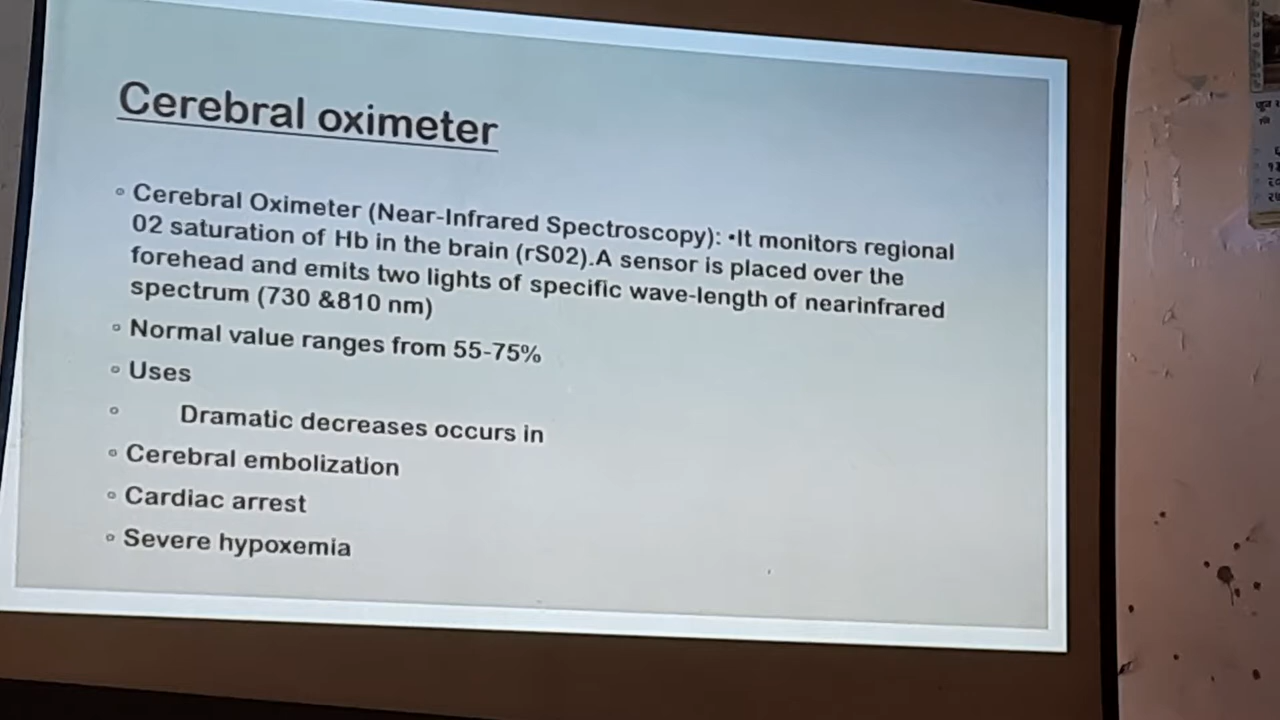 Cerebral oximeter
◦ Cerebral Oximeter (Near-Infrared Spectroscopy): •It monitors regional
02 saturation of Hb in the brain (rS02).A sensor is placed over the
forehead and emits two lights of specific wave-length of nearinfrared
spectrum (730 &810 nm)
◦ Normal value ranges from 55-75%
◦ Uses
◦ Dramatic decreases occurs in
◦ Cerebral embolization
◦ Cardiac arrest
◦ Severe hypoxemia